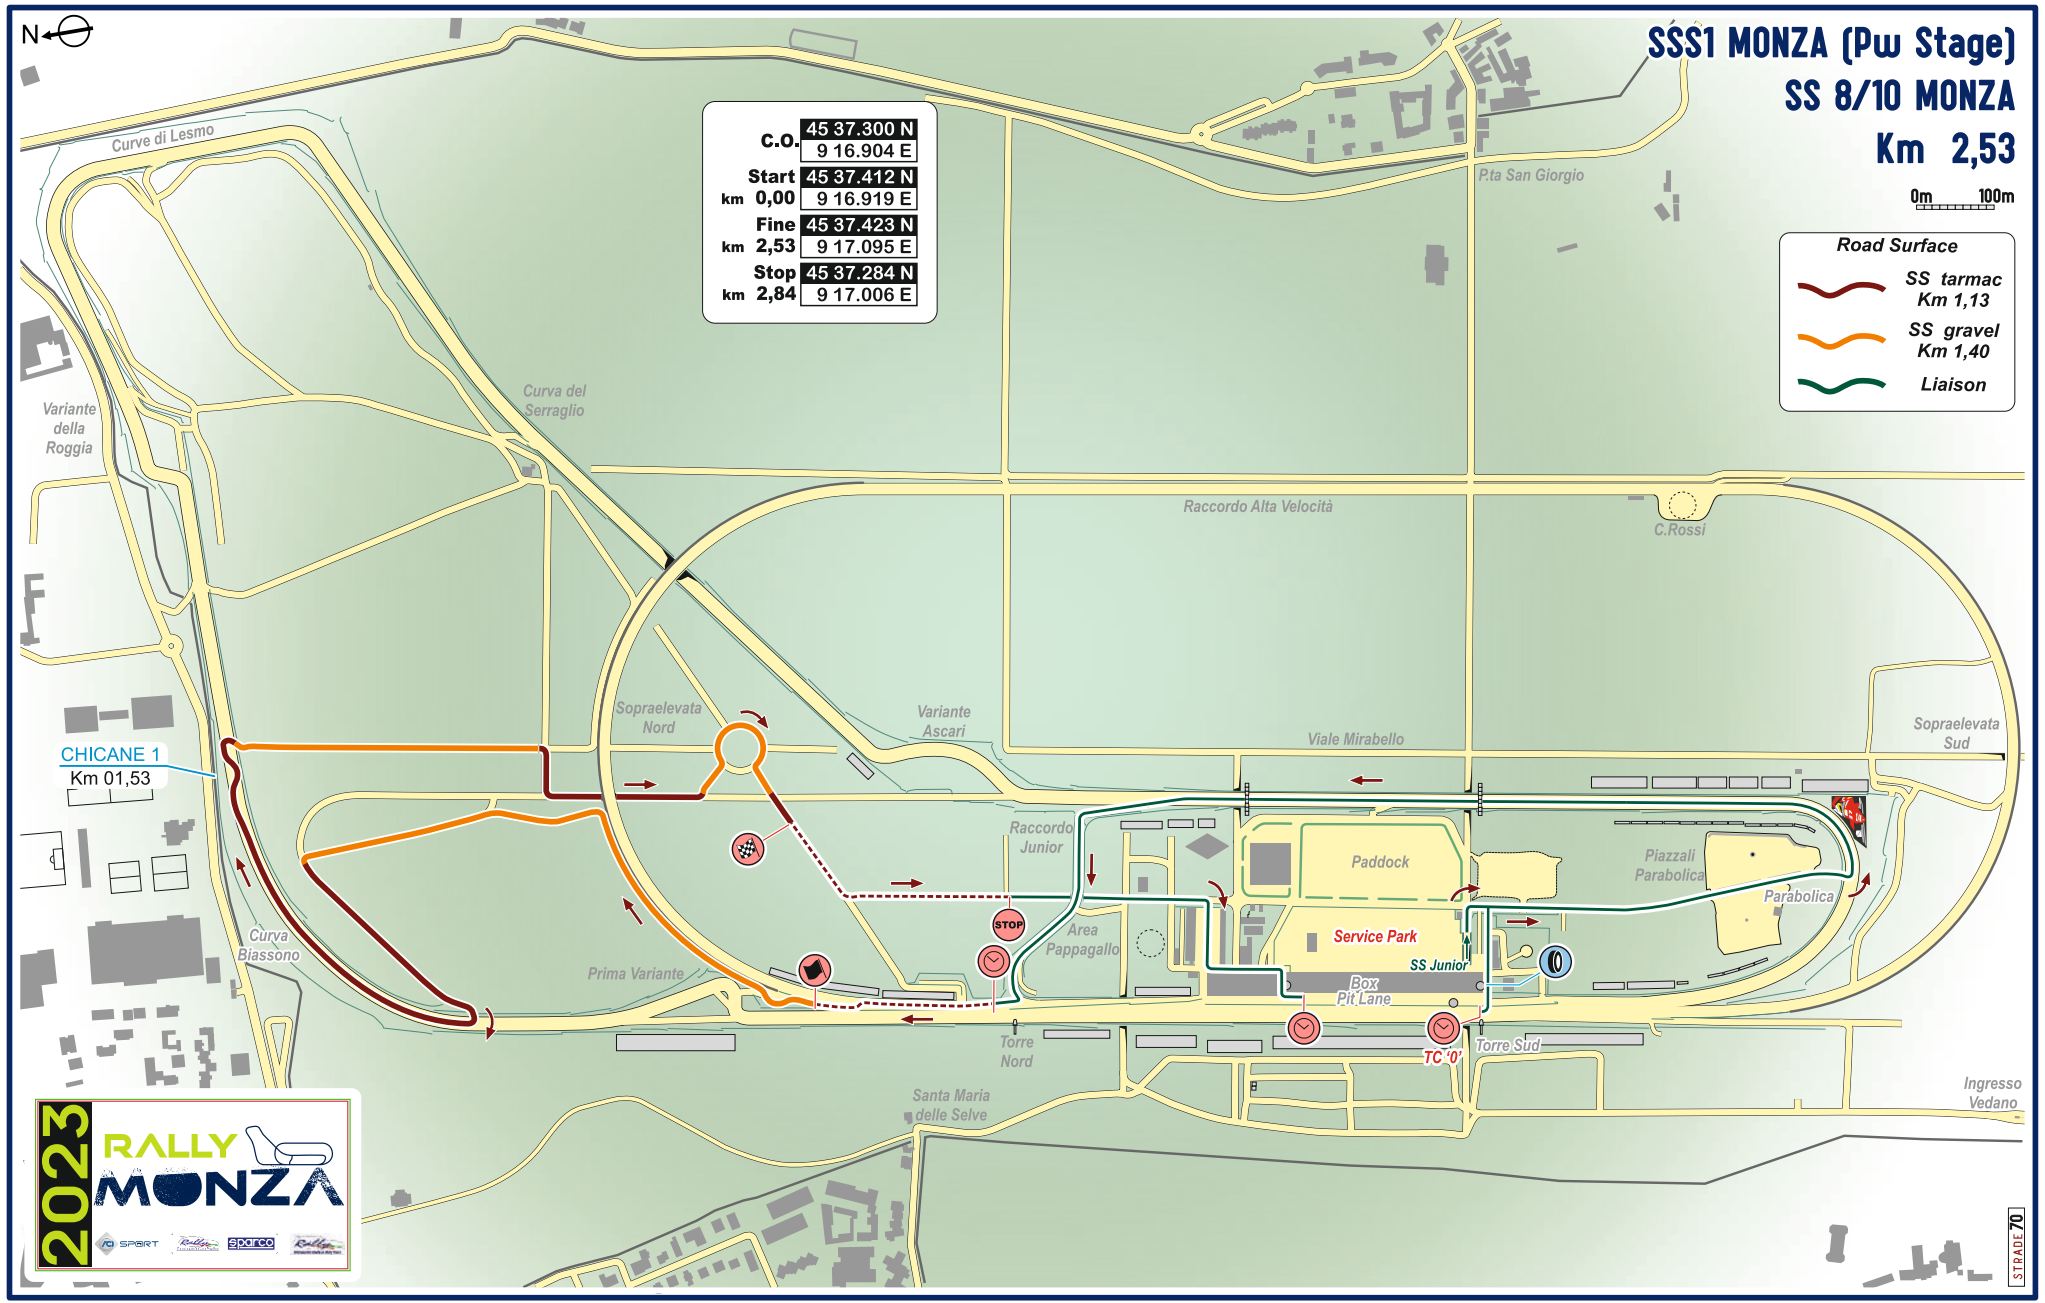 N
SSS1 MONZA (Pw Stage)
SS 8/10 MONZA
Km 2,53
0m 100m
Road Surface
SS tarmac
Km 1,13
SS gravel
Km 1,40
Liaison
C.O. 45 37.300 N
9 16.904 E
Start 45 37.412 N
km 0,00 9 16.919 E
Fine 45 37.423 N
km 2,53 9 17.095 E
Stop 45 37.284 N
km 2,84 9 17.006 E
Curve di Lesmo
P.ta San Giorgio
Variante
della
Roggia
Curva del
Serraglio
Raccordo Alta Velocità
C.Rossi
Sopraelevata
Nord
Variante
Ascari
Viale Mirabello
Sopraelevata
Sud
CHICANE 1
Km 01,53
Raccordo
Junior
Paddock
Piazzali
Parabolica
Parabolica
Curva
Biassono
Prima Variante
STOP
Area
Pappagallo
Service Park
SS Junior
Box
Pit Lane
Torre
Nord
TC ‘0’
Torre Sud
Santa Maria
delle Selve
Ingresso
Vedano
2023
RALLY
MONZA
ACI SPORT
Rally
sparco
Rally
STRADE 70